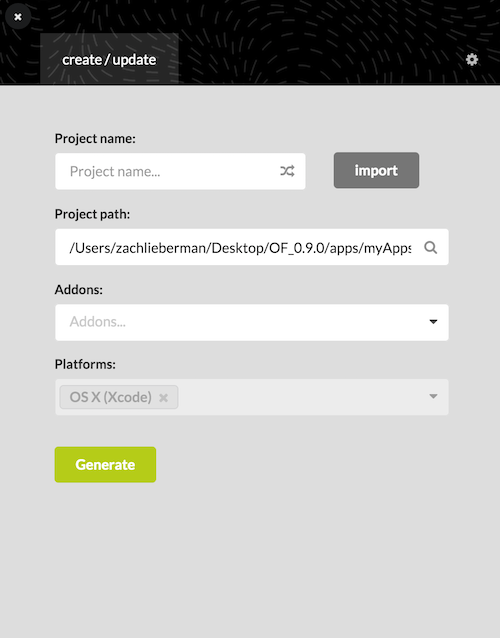 create / update
Project name:
Project name...
import
Project path:
/Users/zachlieberman/Desktop/OF_0.9.0/apps/myApps
Addons:
Addons...
Platforms:
OS X (Xcode)
Generate